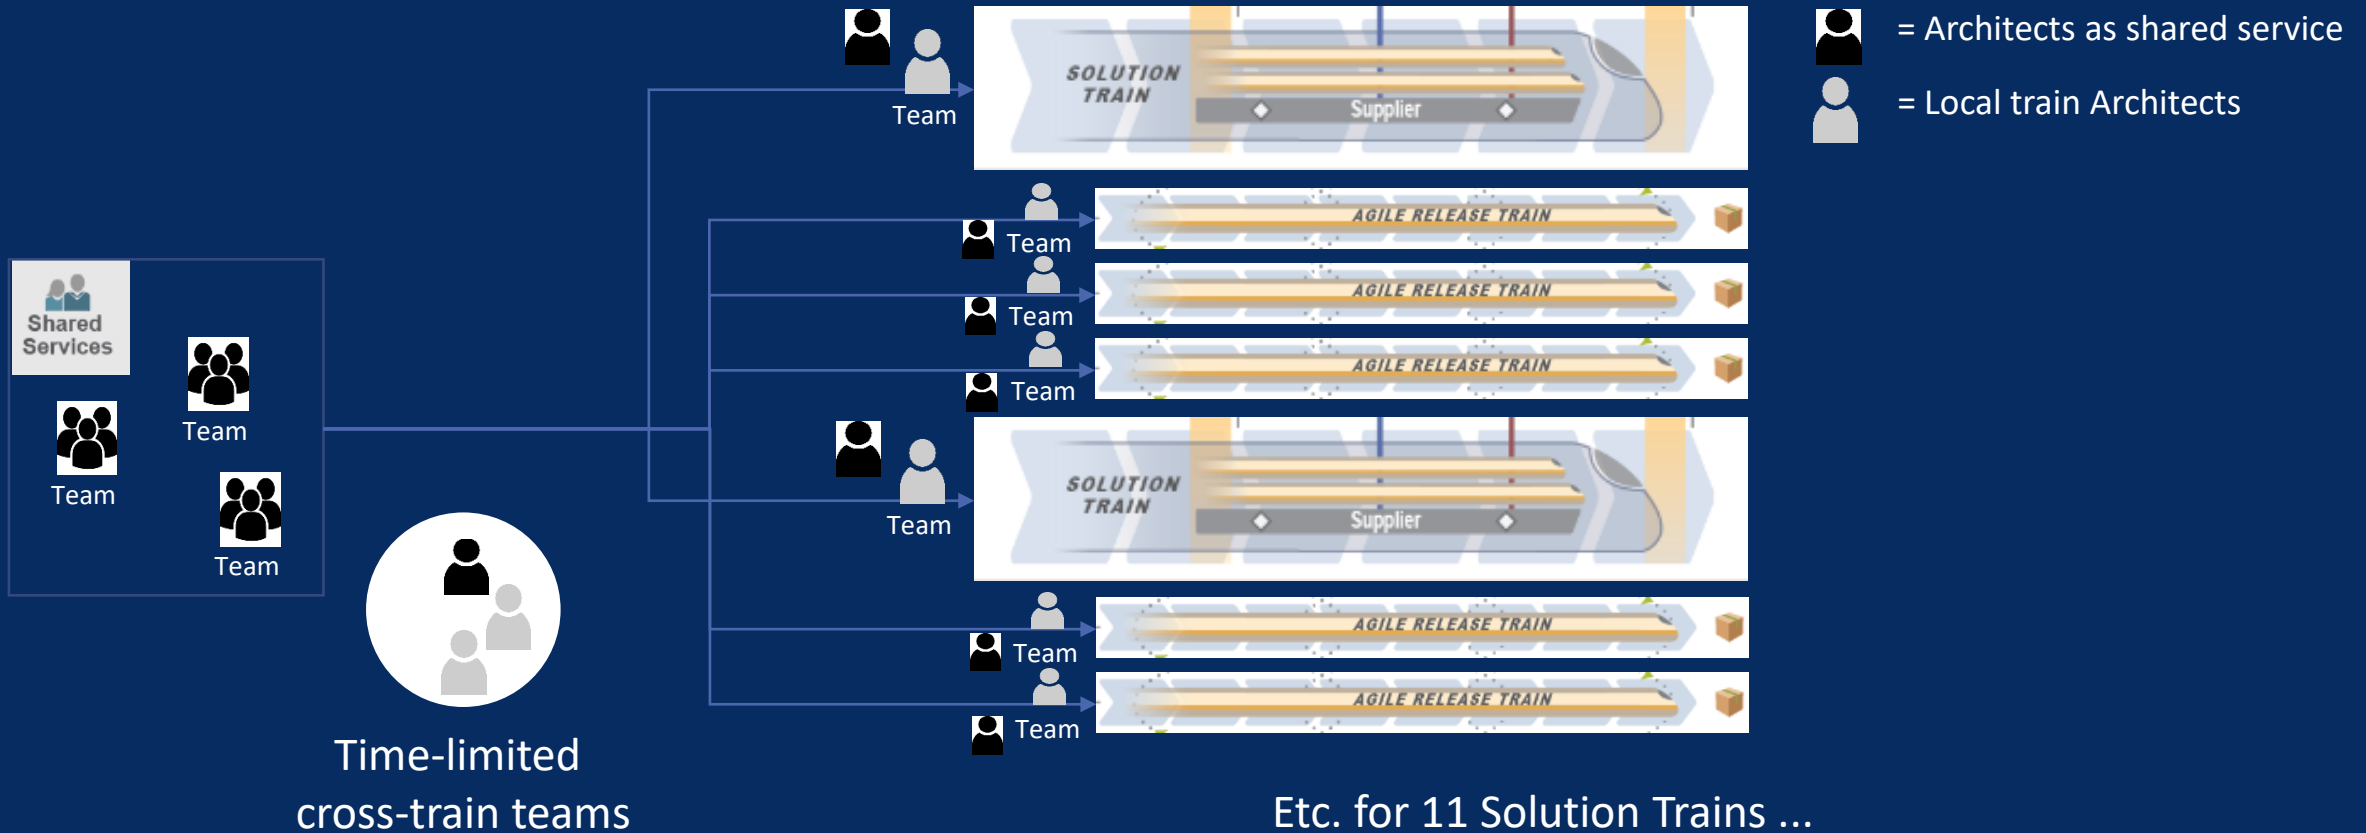 = Architects as shared service
= Local train Architects
Team
SOLUTION
TRAIN
Supplier
Team
AGILE RELEASE TRAIN
Team
AGILE RELEASE TRAIN
Team
AGILE RELEASE TRAIN
Shared
Services
Team
Team
Team
Team
SOLUTION
TRAIN
Supplier
Team
AGILE RELEASE TRAIN
Team
AGILE RELEASE TRAIN
Time-limited
cross-train teams
Etc. for 11 Solution Trains ...